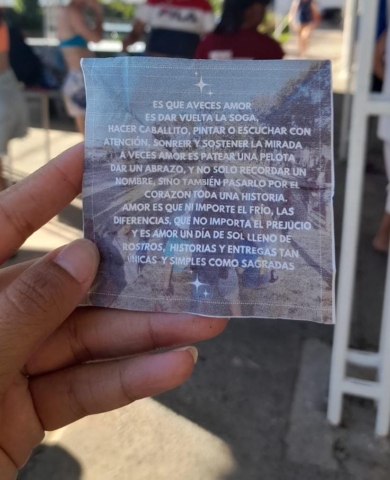 FILA
ES QUE AVECES AMOR
ES DAR VUELTA LA SOGA,
HACER CABALLITO, PINTAR O ESCUCHAR CON
ATENCIÓN, SONREIR Y SOSTENER LA MIRADA
A VECES AMOR ES PATEAR UNA PELOTA
DAR UN ABRAZO, Y NO SOLO RECORDAR UN
NOMBRE, SINO TAMBIÉN PASARLO POR EL
CORAZON TODA UNA HISTORIA.
AMOR ES QUE NI IMPORTE EL FRÍO, LAS
DIFERENCIAS, QUE NO IMPORTA EL PREJUCIO
Y ES AMOR UN DÍA DE SOL LLENO DE
ROSTROS, HISTORIAS Y ENTREGAS TAN
ÚNICAS Y SIMPLES COMO SAGRADAS